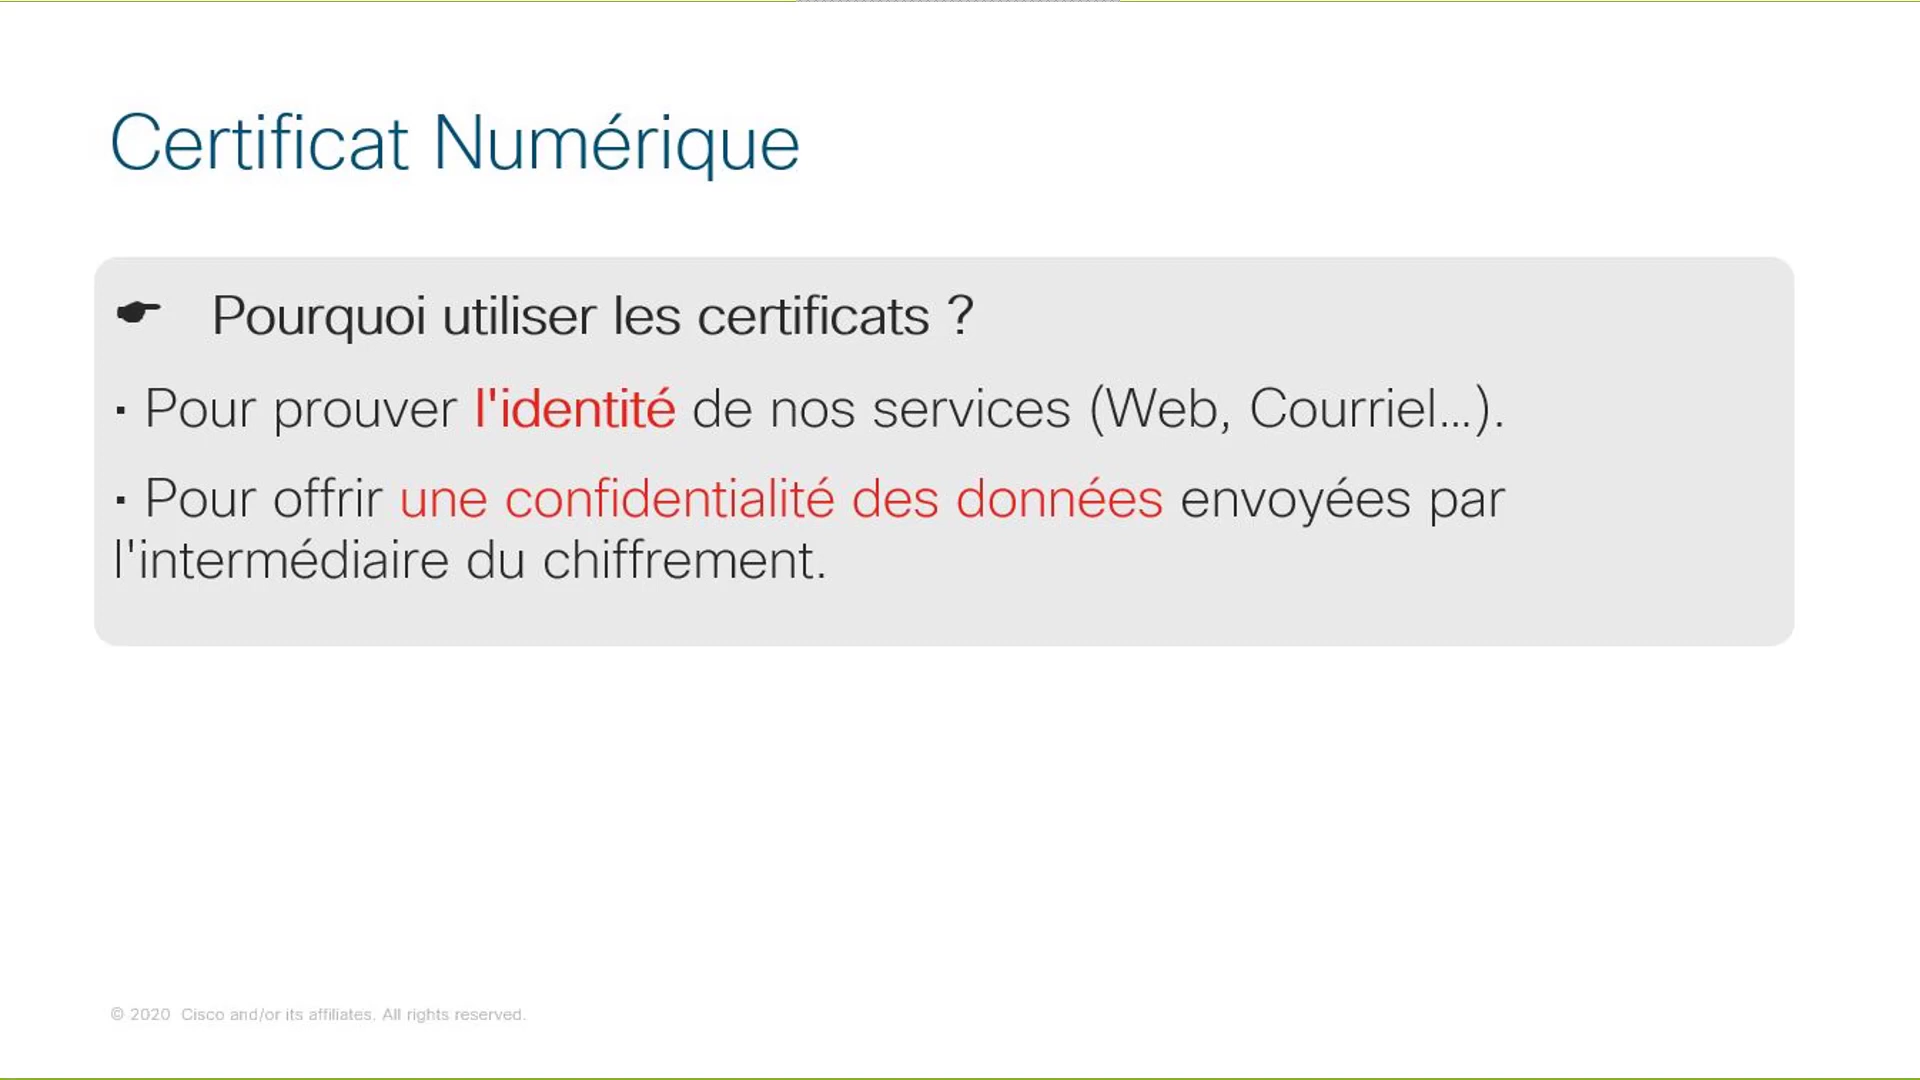 Certificat Numérique
☛ Pourquoi utiliser les certificats ?
▪ Pour prouver l'identité de nos services (Web, Courriel...).
▪ Pour offrir une confidentialité des données envoyées par
l'intermédiaire du chiffrement.
© 2020 Cisco and/or its affiliates. All rights reserved.